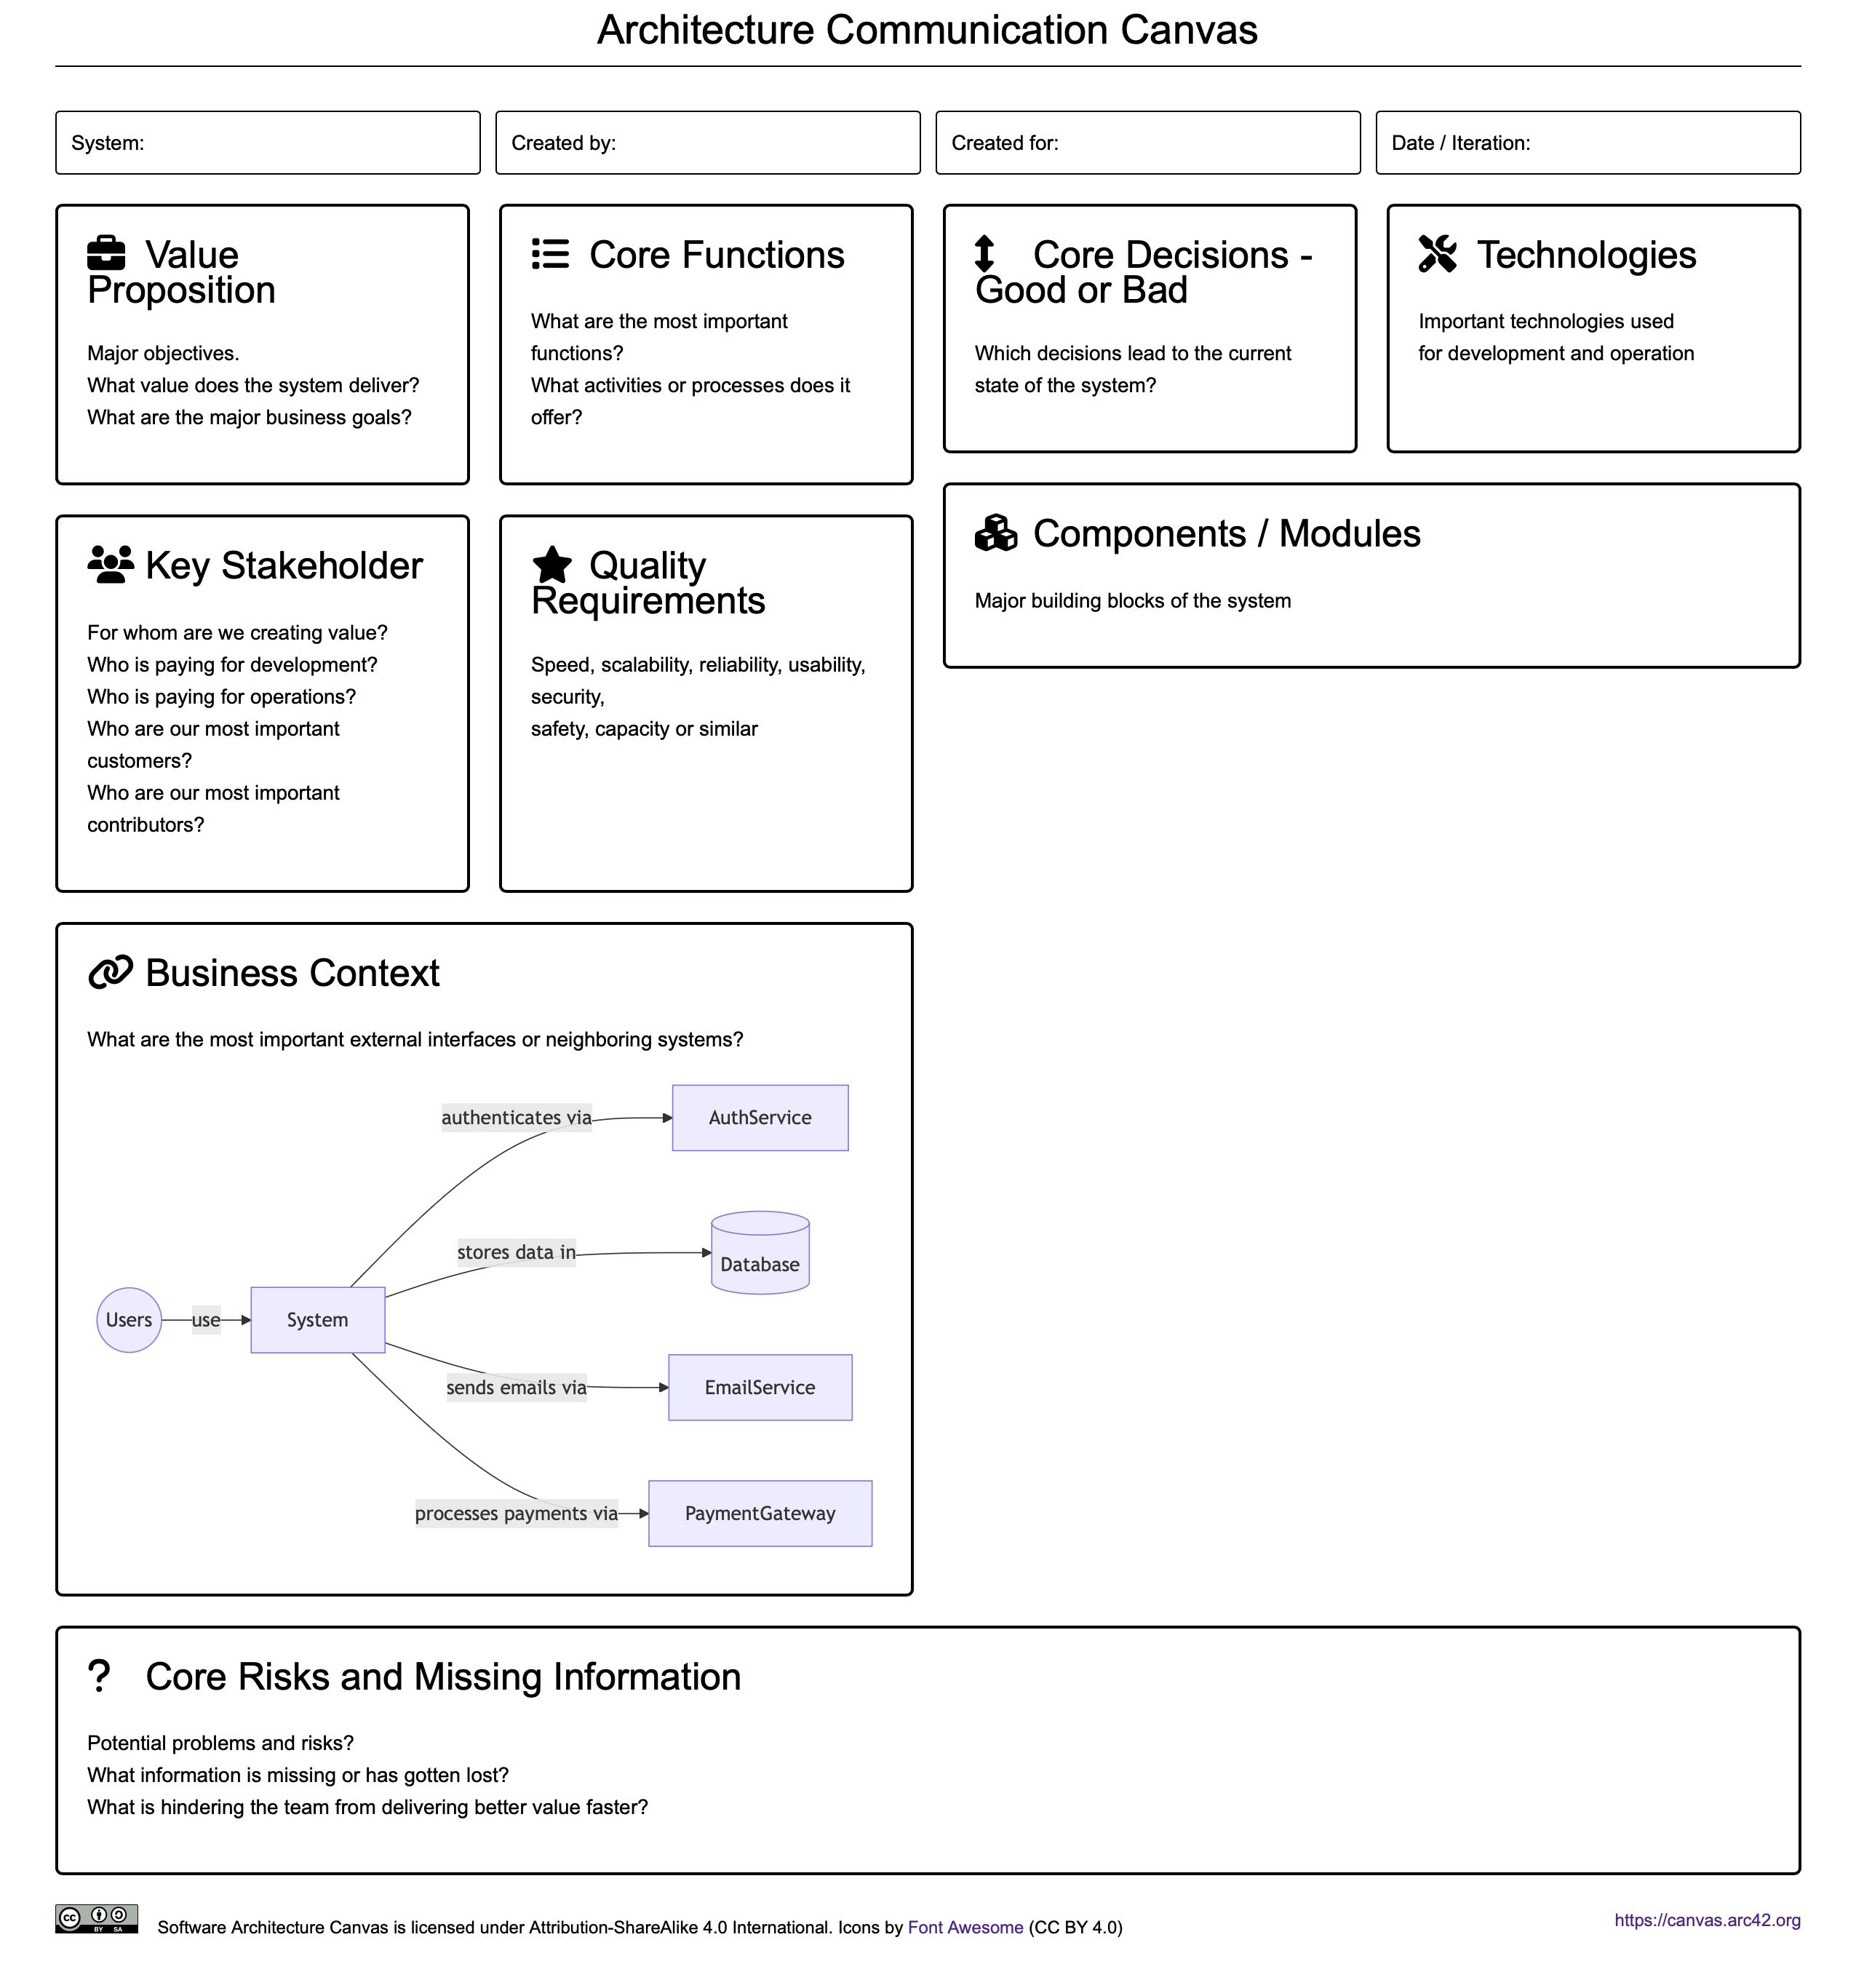 Architecture Communication Canvas
System:
Created by:
Created for:
Date / Iteration:
Value
Proposition
Major objectives.
What value does the system deliver?
What are the major business goals?
Core Functions
What are the most important
functions?
What activities or processes does it
offer?
Core Decisions -
Good or Bad
Which decisions lead to the current
state of the system?
Technologies
Important technologies used
for development and operation
Key Stakeholder
For whom are we creating value?
Who is paying for development?
Who is paying for operations?
Who are our most important
customers?
Who are our most important
contributors?
Quality
Requirements
Speed, scalability, reliability, usability,
security,
safety, capacity or similar
Components / Modules
Major building blocks of the system
Business Context
What are the most important external interfaces or neighboring systems?
authenticates via
AuthService
stores data in
Database
Users
use
System
sends emails via
EmailService
processes payments via
PaymentGateway
Core Risks and Missing Information
Potential problems and risks?
What information is missing or has gotten lost?
What is hindering the team from delivering better value faster?
cc
BY SA
Software Architecture Canvas is licensed under Attribution-ShareAlike 4.0 International. Icons by Font Awesome (CC BY 4.0)
https://canvas.arc42.org